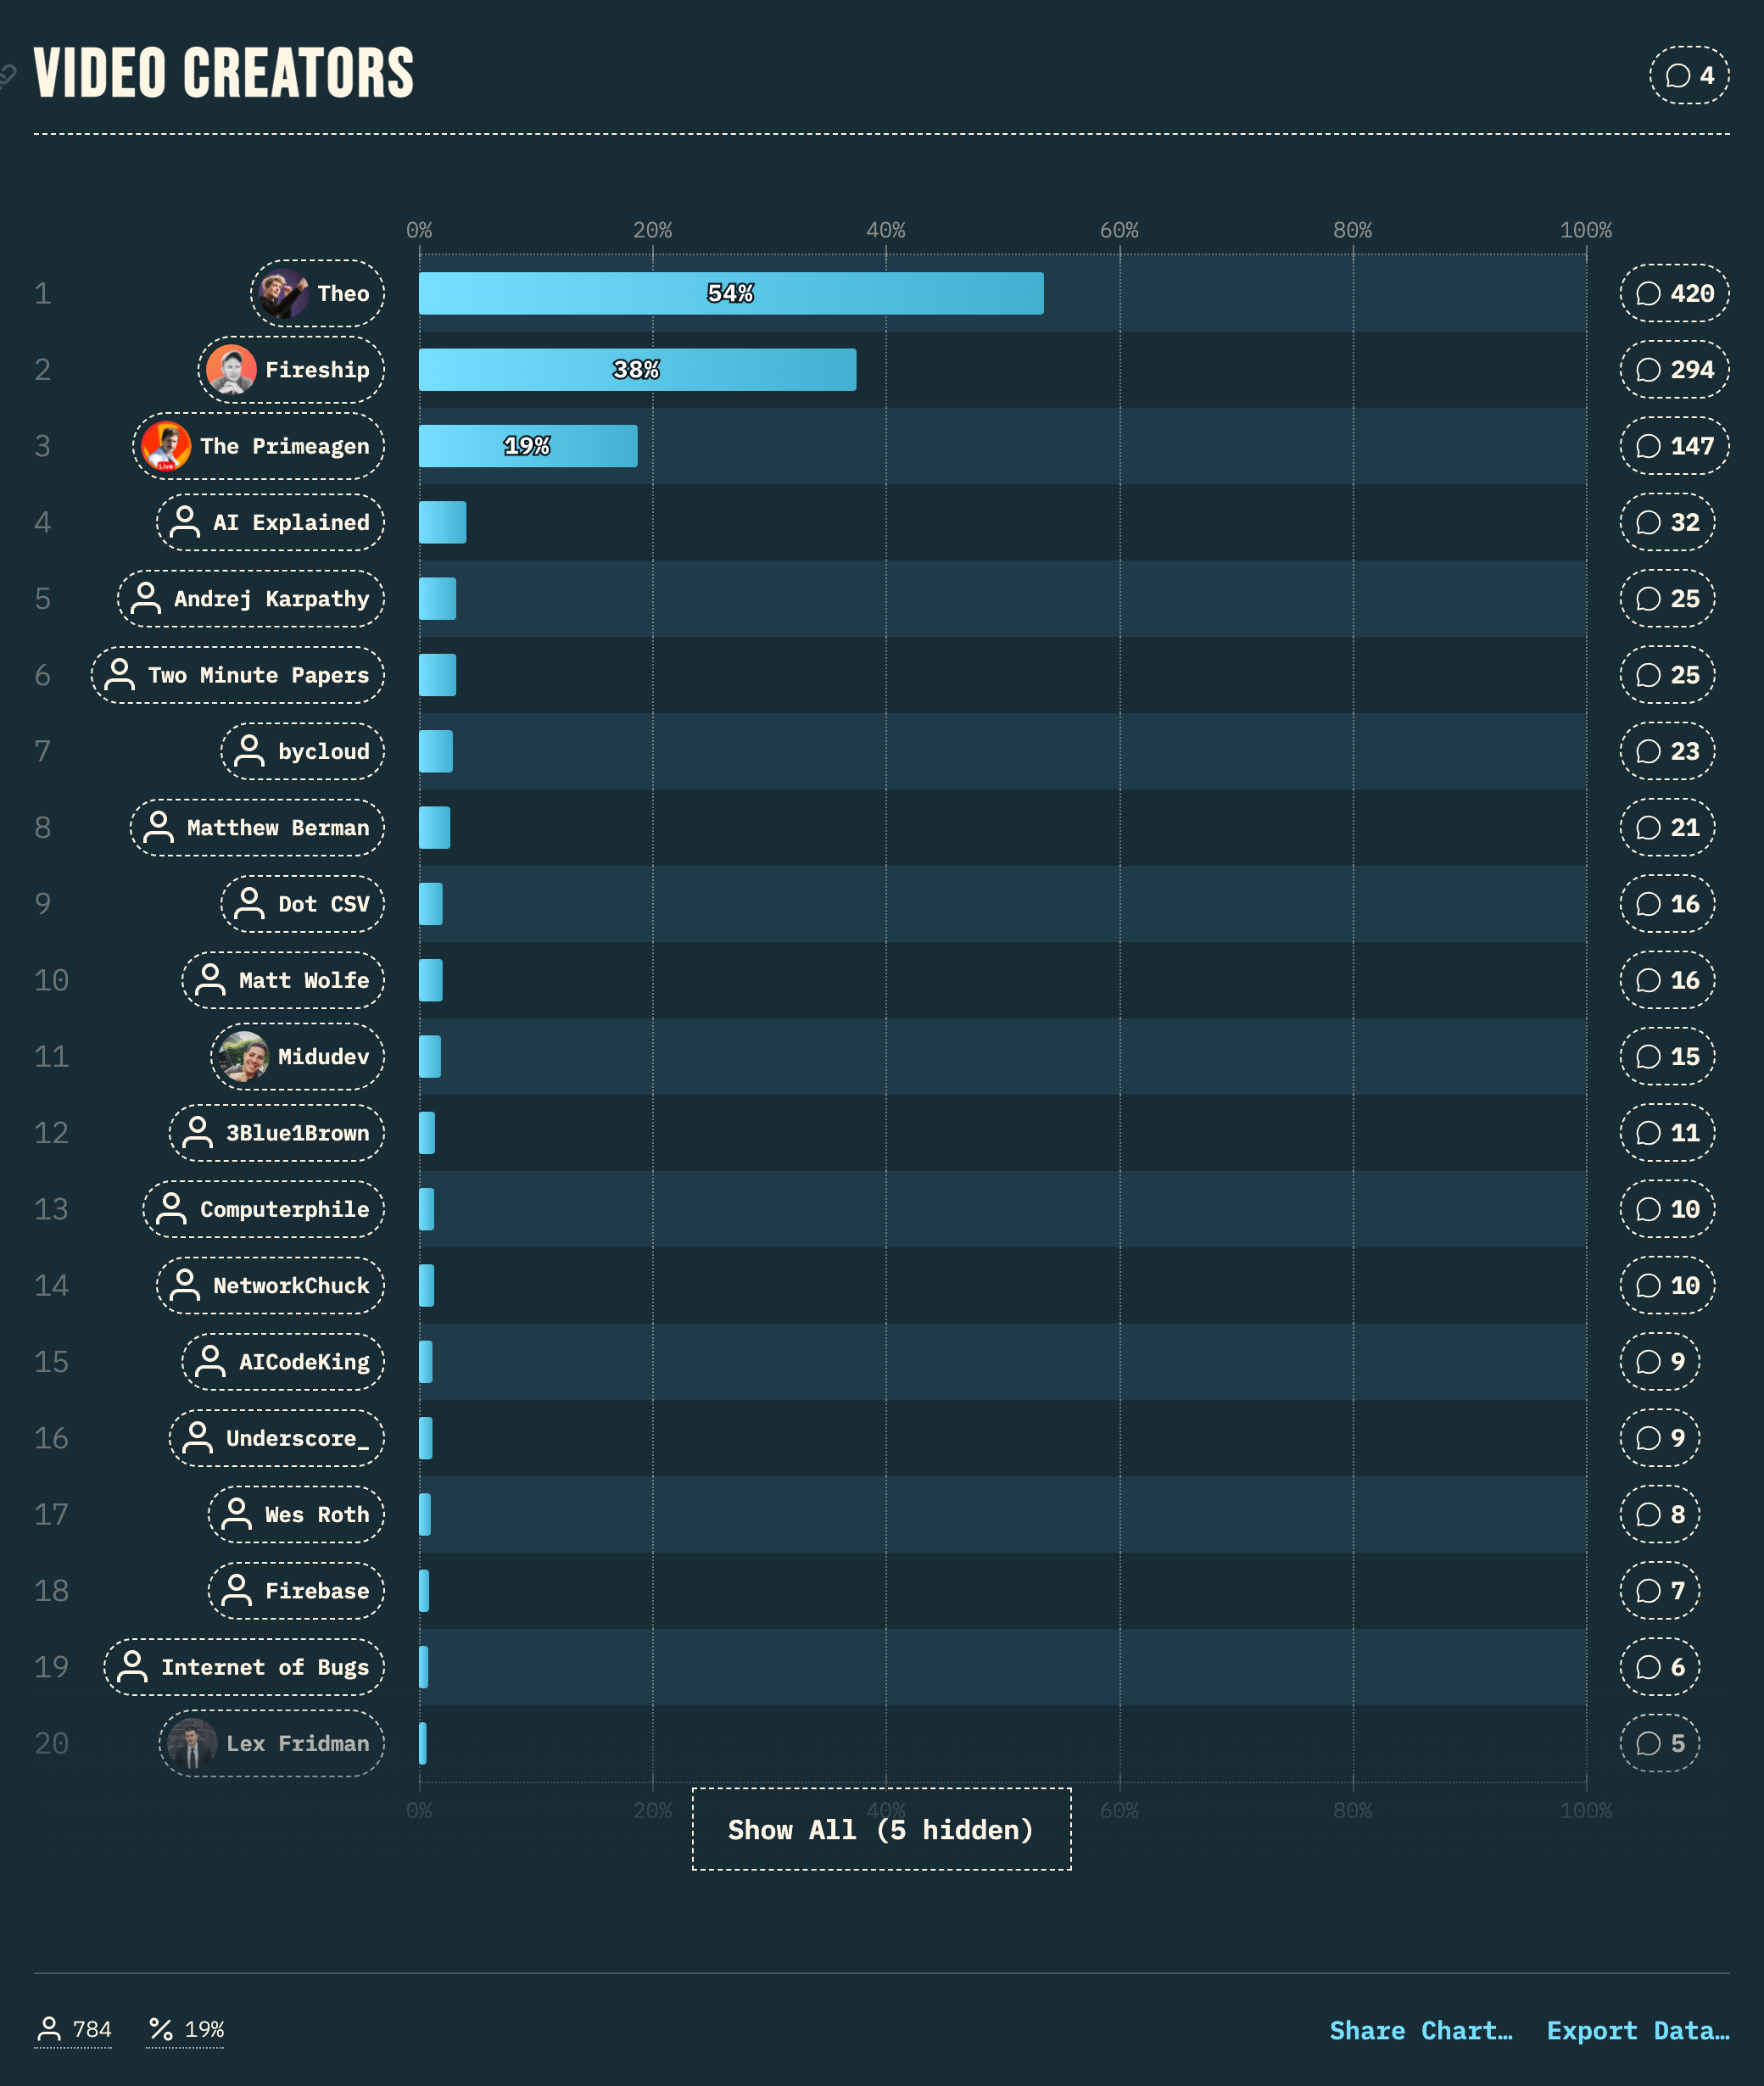 VIDEO CREATORS
4
0% 20% 40% 60% 80% 100%
1 Theo 54% 420
2 Fireship 38% 294
3 The Primeagen 19% 147
Live
4 AI Explained 32
5 Andrej Karpathy 25
6 Two Minute Papers 25
7 bycloud 23
8 Matthew Berman 21
9 Dot CSV 16
10 Matt Wolfe 16
11 Midudev 15
12 3Blue1Brown 11
13 Computerphile 10
14 NetworkChuck 10
15 AICodeKing 9
16 Underscore_ 9
17 Wes Roth 8
18 Firebase 7
19 Internet of Bugs 6
20 Lex Fridman 5
0% 20% 40% 60% 80% 100%
Show All (5 hidden)
784 % 19% Share Chart… Export Data…